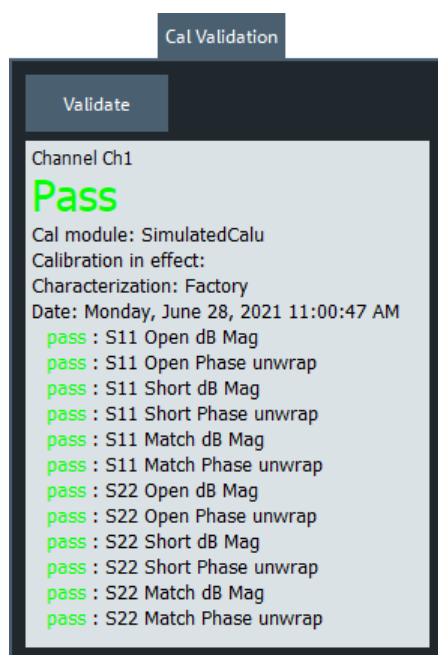 Cal Validation
Validate
Channel Ch1
Pass
Cal module: SimulatedCalu
Calibration in effect:
Characterization: Factory
Date: Monday, June 28, 2021 11:00:47 AM
pass : S11 Open dB Mag
pass : S11 Open Phase unwrap
pass : S11 Short dB Mag
pass : S11 Short Phase unwrap
pass : S11 Match dB Mag
pass : S11 Match Phase unwrap
pass : S22 Open dB Mag
pass : S22 Open Phase unwrap
pass : S22 Short dB Mag
pass : S22 Short Phase unwrap
pass : S22 Match dB Mag
pass : S22 Match Phase unwrap